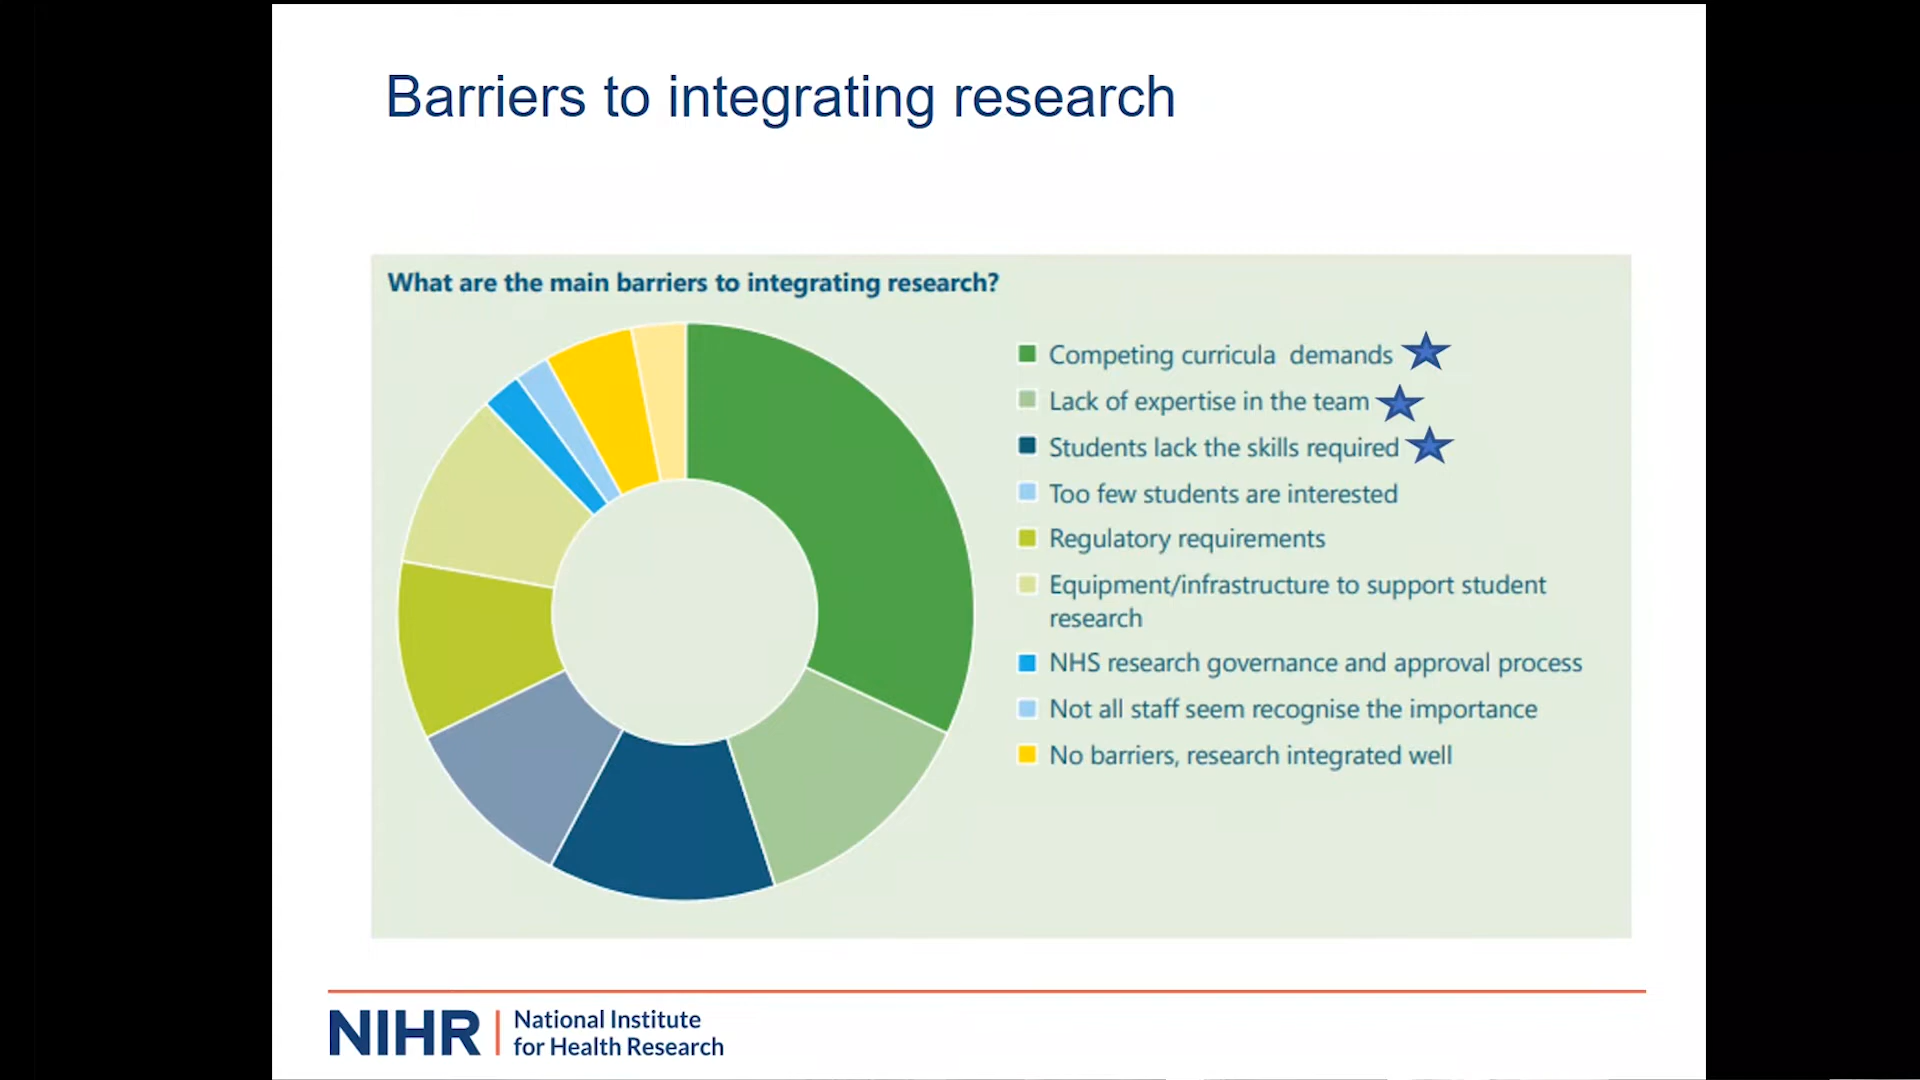 Barriers to integrating research
What are the main barriers to integrating research?
Competing curricula demands
Lack of expertise in the team
Students lack the skills required
Too few students are interested
Regulatory requirements
Equipment/infrastructure to support student
research
NHS research governance and approval process
Not all staff seem recognise the importance
No barriers, research integrated well
NIHR
National Institute
for Health Research